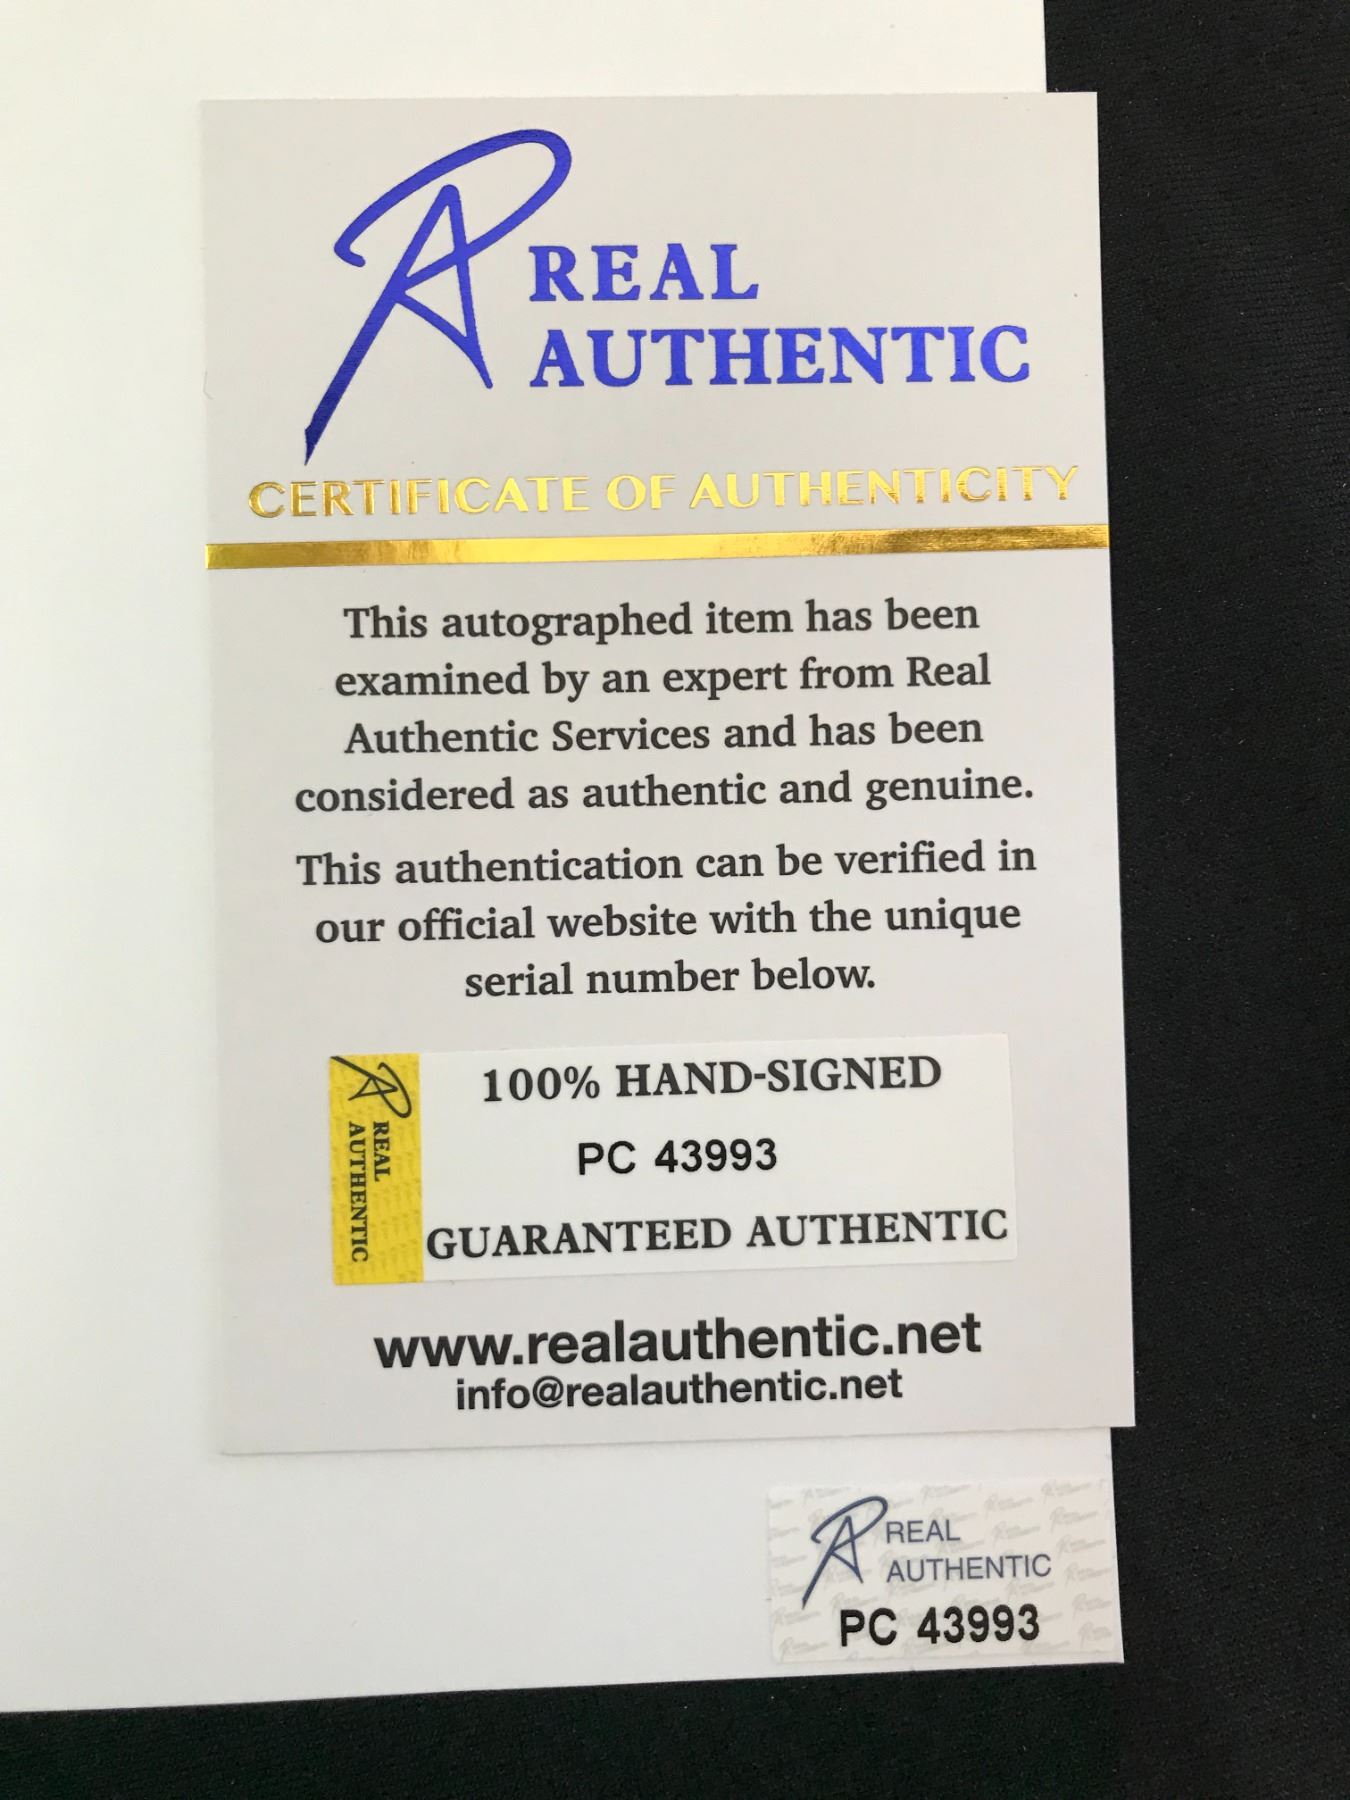 REAL
AUTHENTIC
CERTIFICATE OF AUTHENTICITY
This autographed item has been
examined by an expert from Real
Authentic Services and has been
considered as authentic and genuine.
This authentication can be verified in
our official website with the unique
serial number below.
REAL
AUTHENTIC
100% HAND-SIGNED
PC 43993
GUARANTEED AUTHENTIC
www.realauthentic.net
info@realauthentic.net
REAL
AUTHENTIC
PC 43993